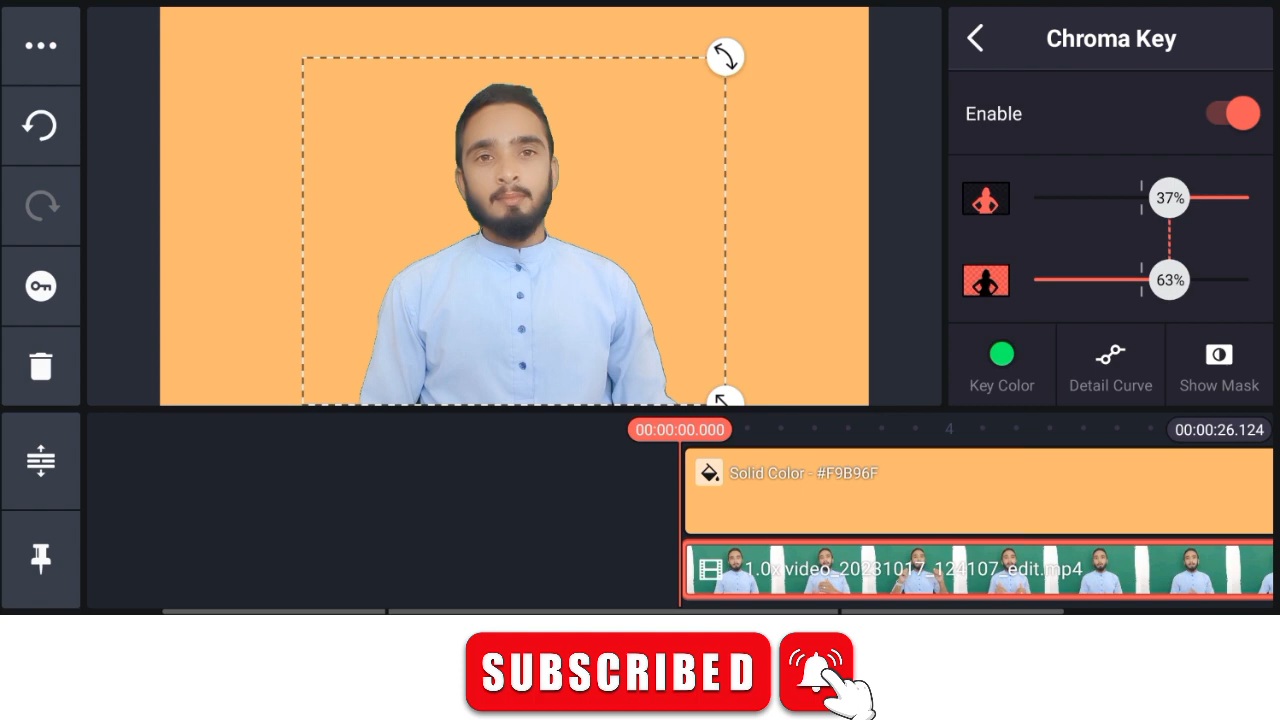 Chroma Key
Enable
37%
63%
Key Color
Detail Curve
Show Mask
00:00:00.000
4
00:00:26.124
Solid Color - #F9B96F
1.0x video_20231017_124107_edit.mp4
SUBSCRIBED